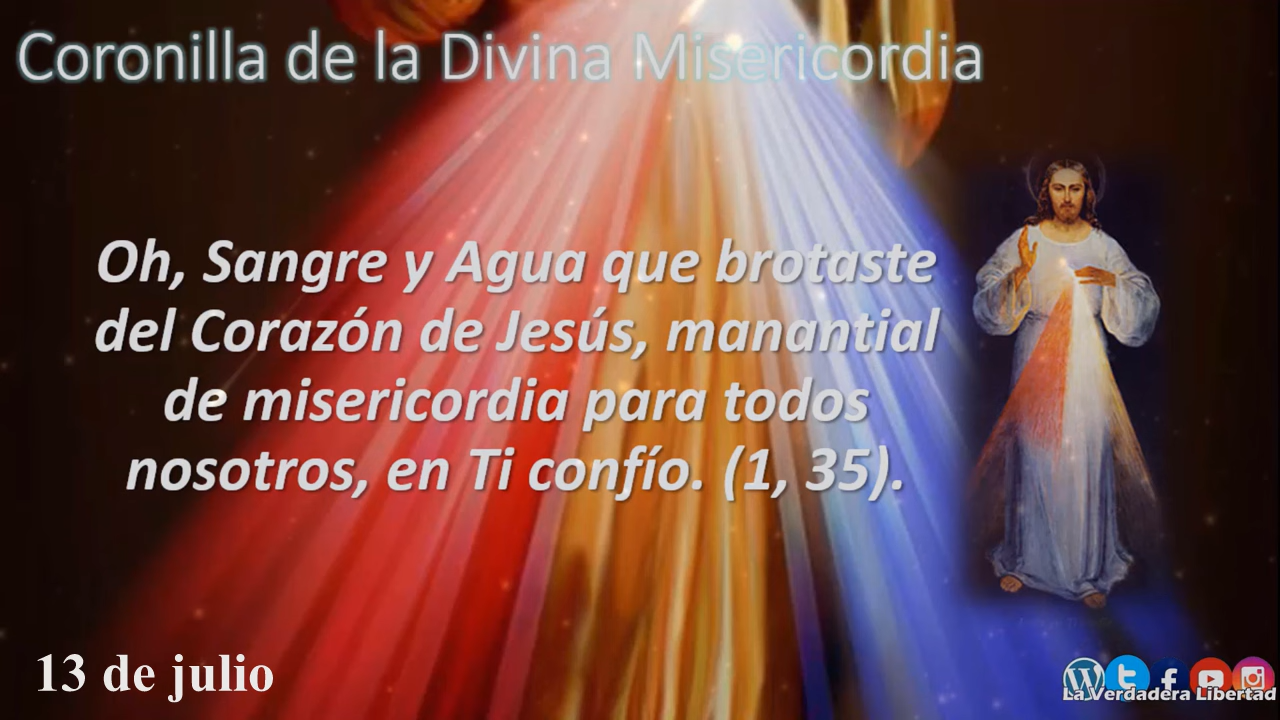 Coronilla de la Divina Misericordia
Oh, Sangre y Agua que brotaste
del Corazón de Jesús, manantial
de misericordia para todos
nosotros, en Ti confío. (1, 35).
13 de julio
La Verdadera Libertad